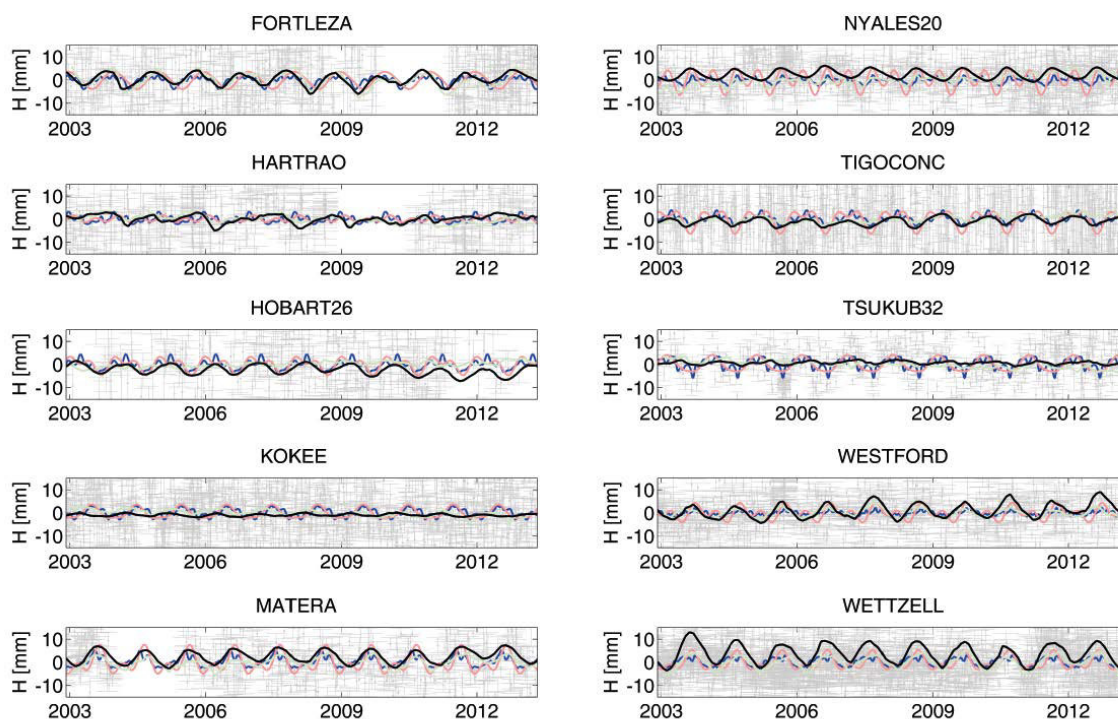 FORTLEZA
H [mm]
10
0
-10
2003 2006 2009 2012
HARTRAO
H [mm]
10
0
-10
2003 2006 2009 2012
HOBART26
H [mm]
10
0
-10
2003 2006 2009 2012
KOKEE
H [mm]
10
0
-10
2003 2006 2009 2012
MATERA
H [mm]
10
0
-10
2003 2006 2009 2012
NYALES20
H [mm]
10
0
-10
2003 2006 2009 2012
TIGOCONC
H [mm]
10
0
-10
2003 2006 2009 2012
TSUKUB32
H [mm]
10
0
-10
2003 2006 2009 2012
WESTFORD
H [mm]
10
0
-10
2003 2006 2009 2012
WETTZELL
H [mm]
10
0
-10
2003 2006 2009 2012